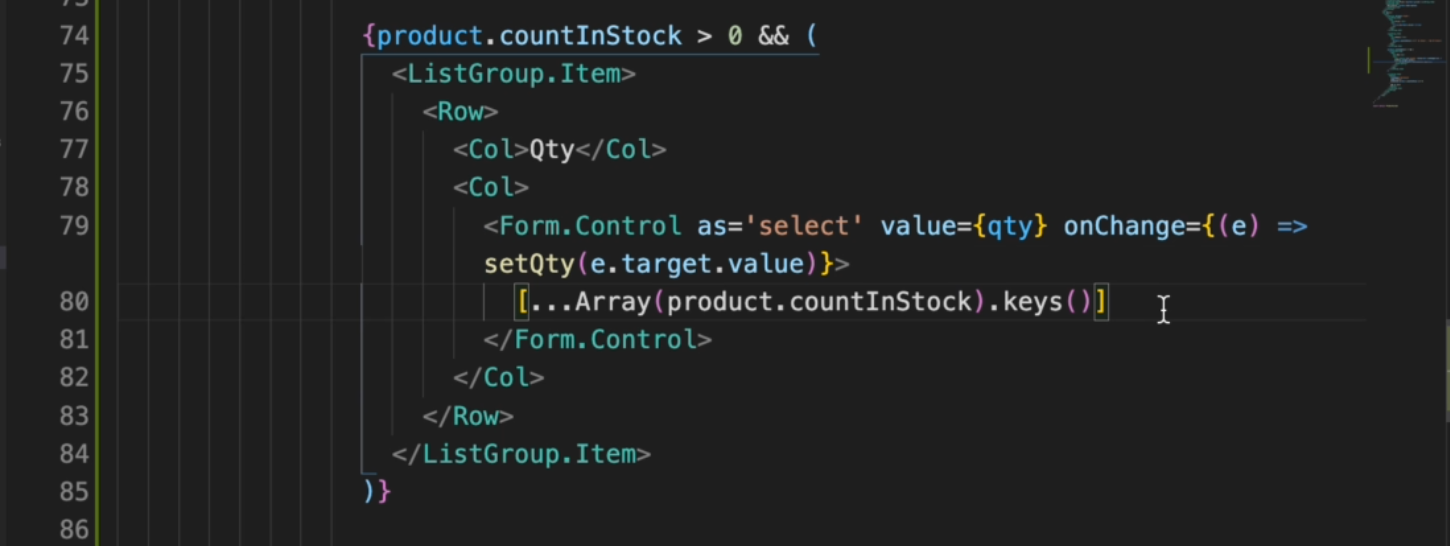 74 {product.countInStock > 0 && (
75 <ListGroup.Item>
76 <Row>
77 <Col>Qty</Col>
78 <Col>
79 <Form.Control as='select' value={qty} onChange={(e) =>
setQty(e.target.value)}>
80 [...Array(product.countInStock).keys()]
81 </Form.Control>
82 </Col>
83 </Row>
84 </ListGroup.Item>
85 )}
86